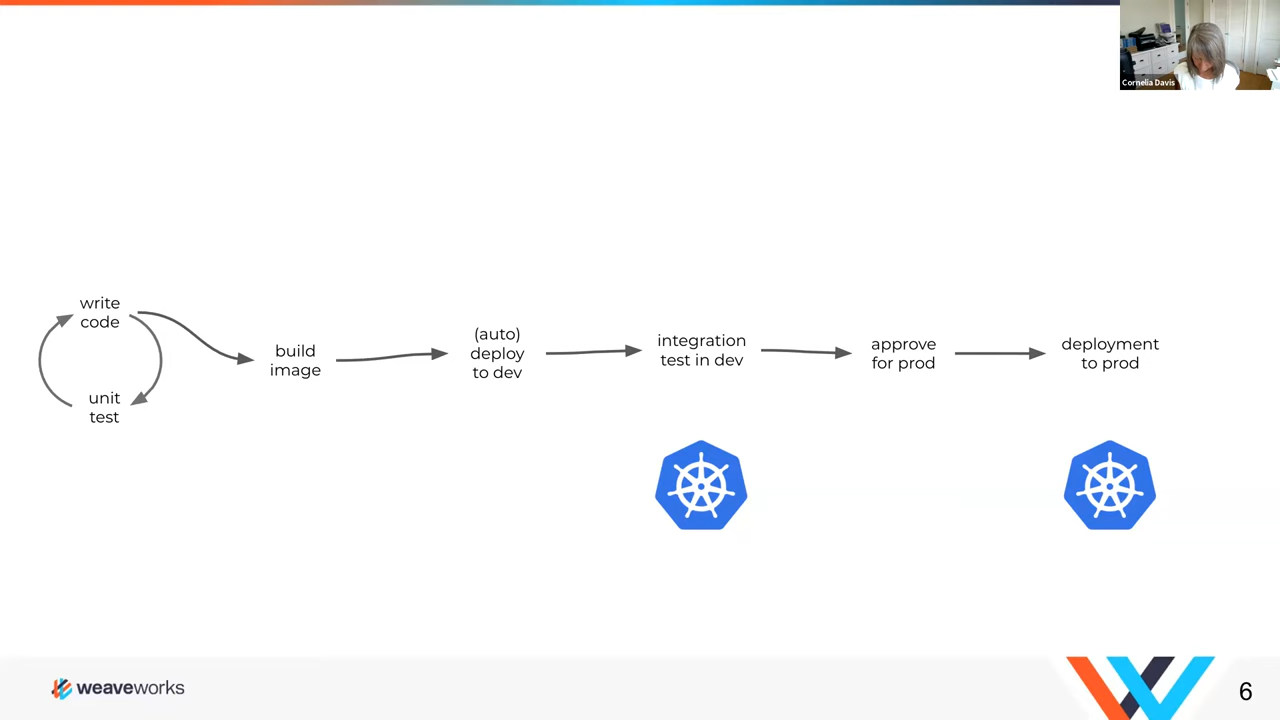 Cornelia Davis
write
code
unit
test
build
image
(auto)
deploy
to dev
integration
test in dev
approve
for prod
deployment
to prod
weaveworks
6